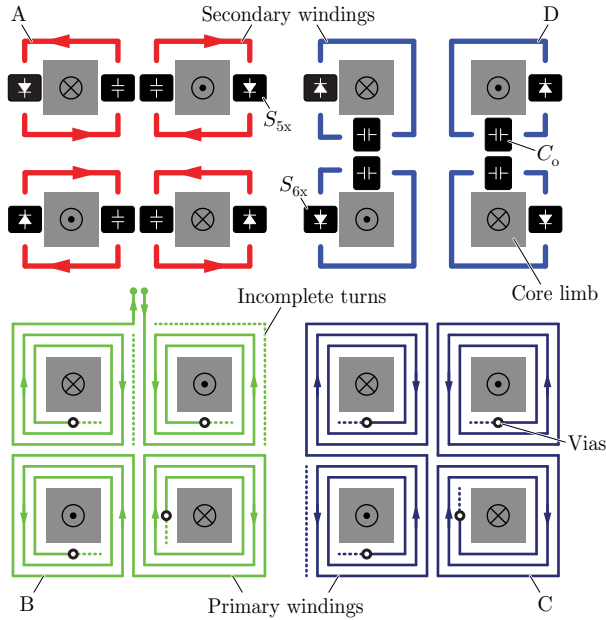 A
Secondary windings
D
S5x
Co
S6x
Core limb
Incomplete turns
Vias
B
Primary windings
C